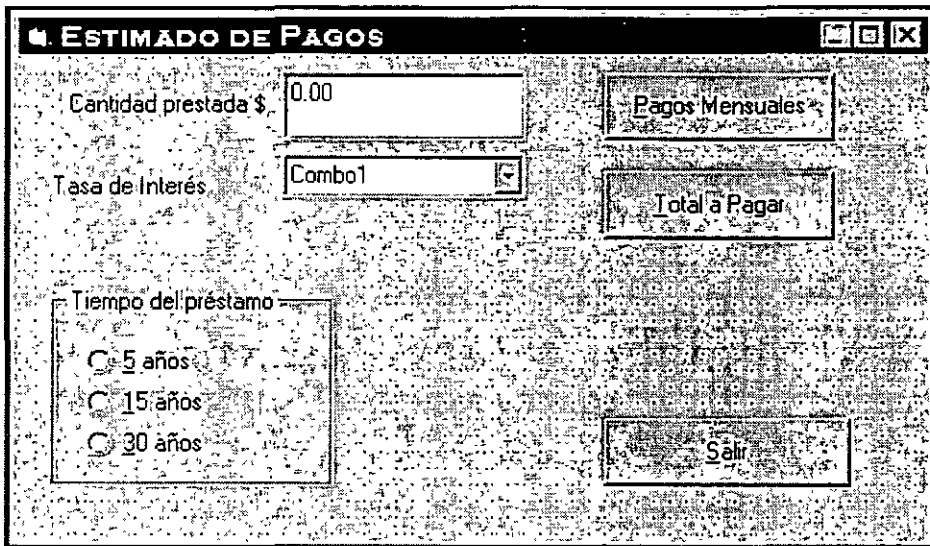 ESTIMADO DE PAGOS
Cantidad prestada $ 0.00
Pagos Mensuales
Tasa de Interés Combo1
Total a Pagar
Tiempo del préstamo
5 años
15 años
30 años
Salir